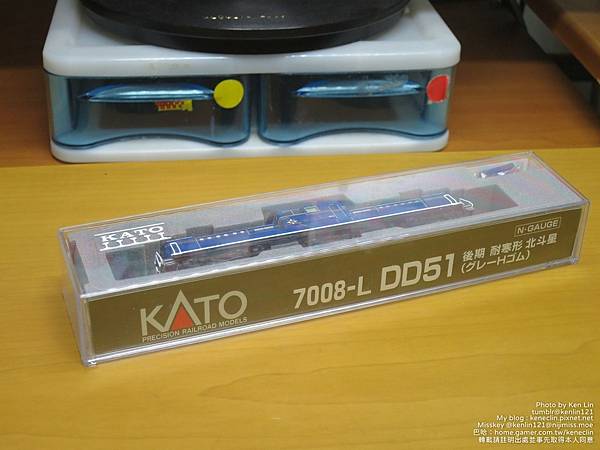 KATO
N-GAUGE
KATO
PRECISION RAILROAD MODELS
7008-L DD51 後期 耐寒形 北斗星
(グレーHゴム)
Photo by Ken Lin
tumblr@kenlin121
My blog : keneclin.pixnet.net
Misskey @kenlin121@nijimiss.moe
巴哈：home.gamer.com.tw/keneclin
轉載請註明出處並事先取得本人同意